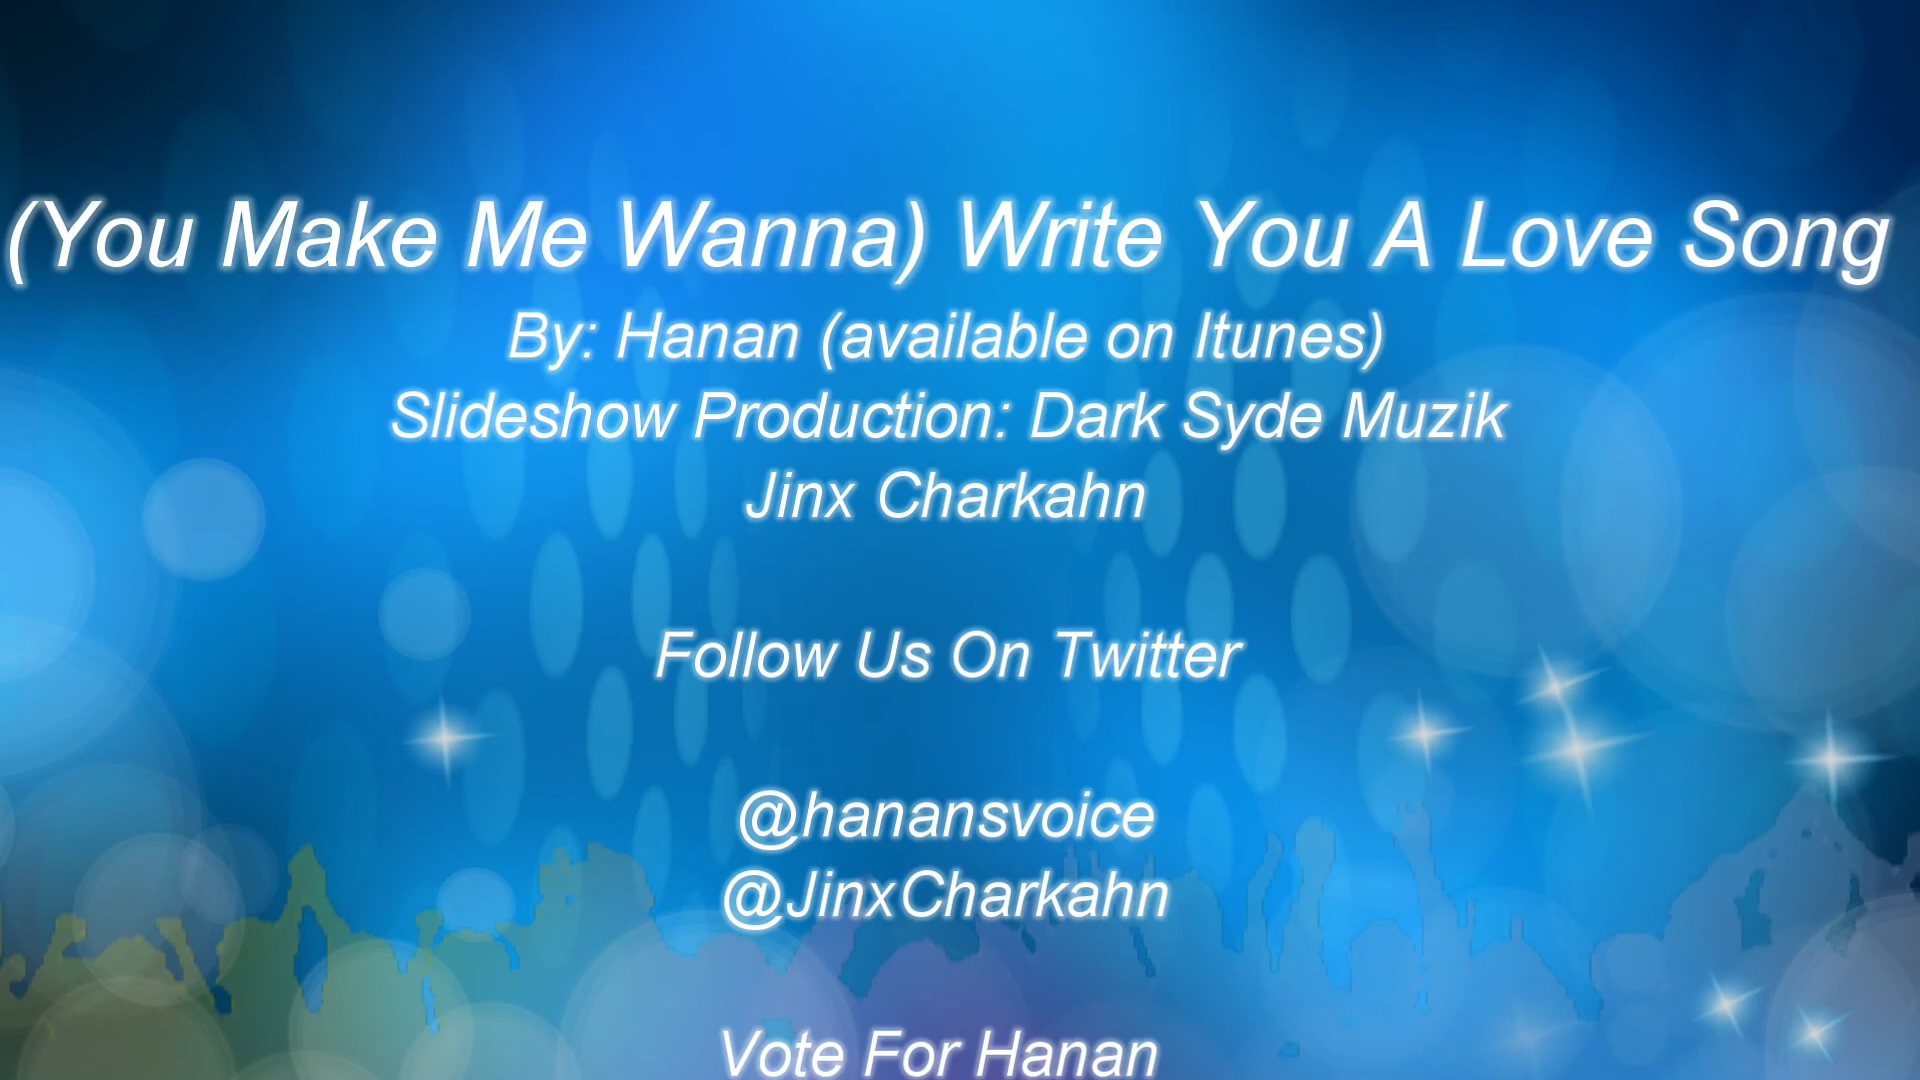 (You Make Me Wanna) Write You A Love Song
By: Hanan (available on Itunes)
Slideshow Production: Dark Syde Muzik
Jinx Charkahn
Follow Us On Twitter
@hanansvoice
@JinxCharkahn
Vote For Hanan